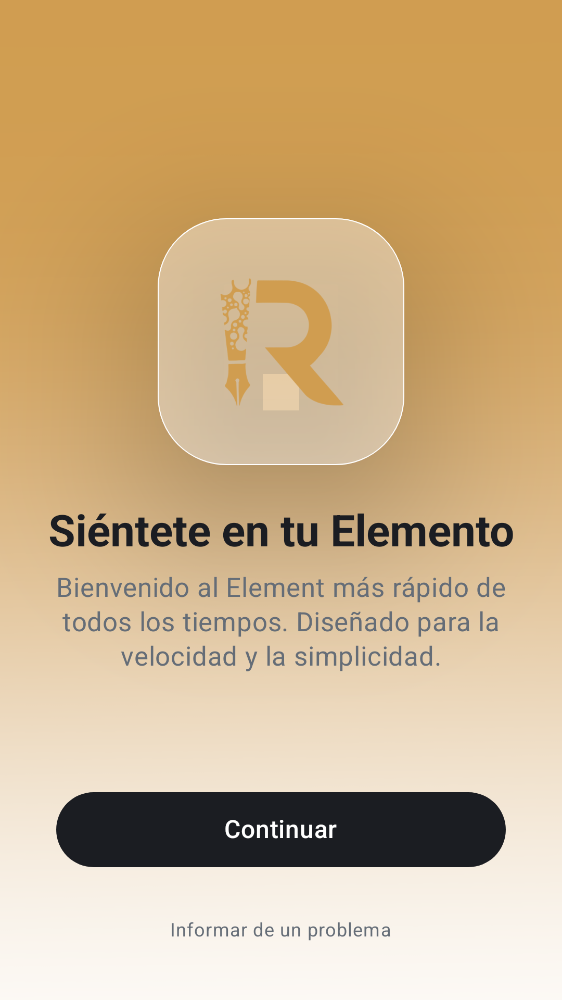 R
Siéntete en tu Elemento
Bienvenido al Element más rápido de
todos los tiempos. Diseñado para la
velocidad y la simplicidad.
Continuar
Informar de un problema